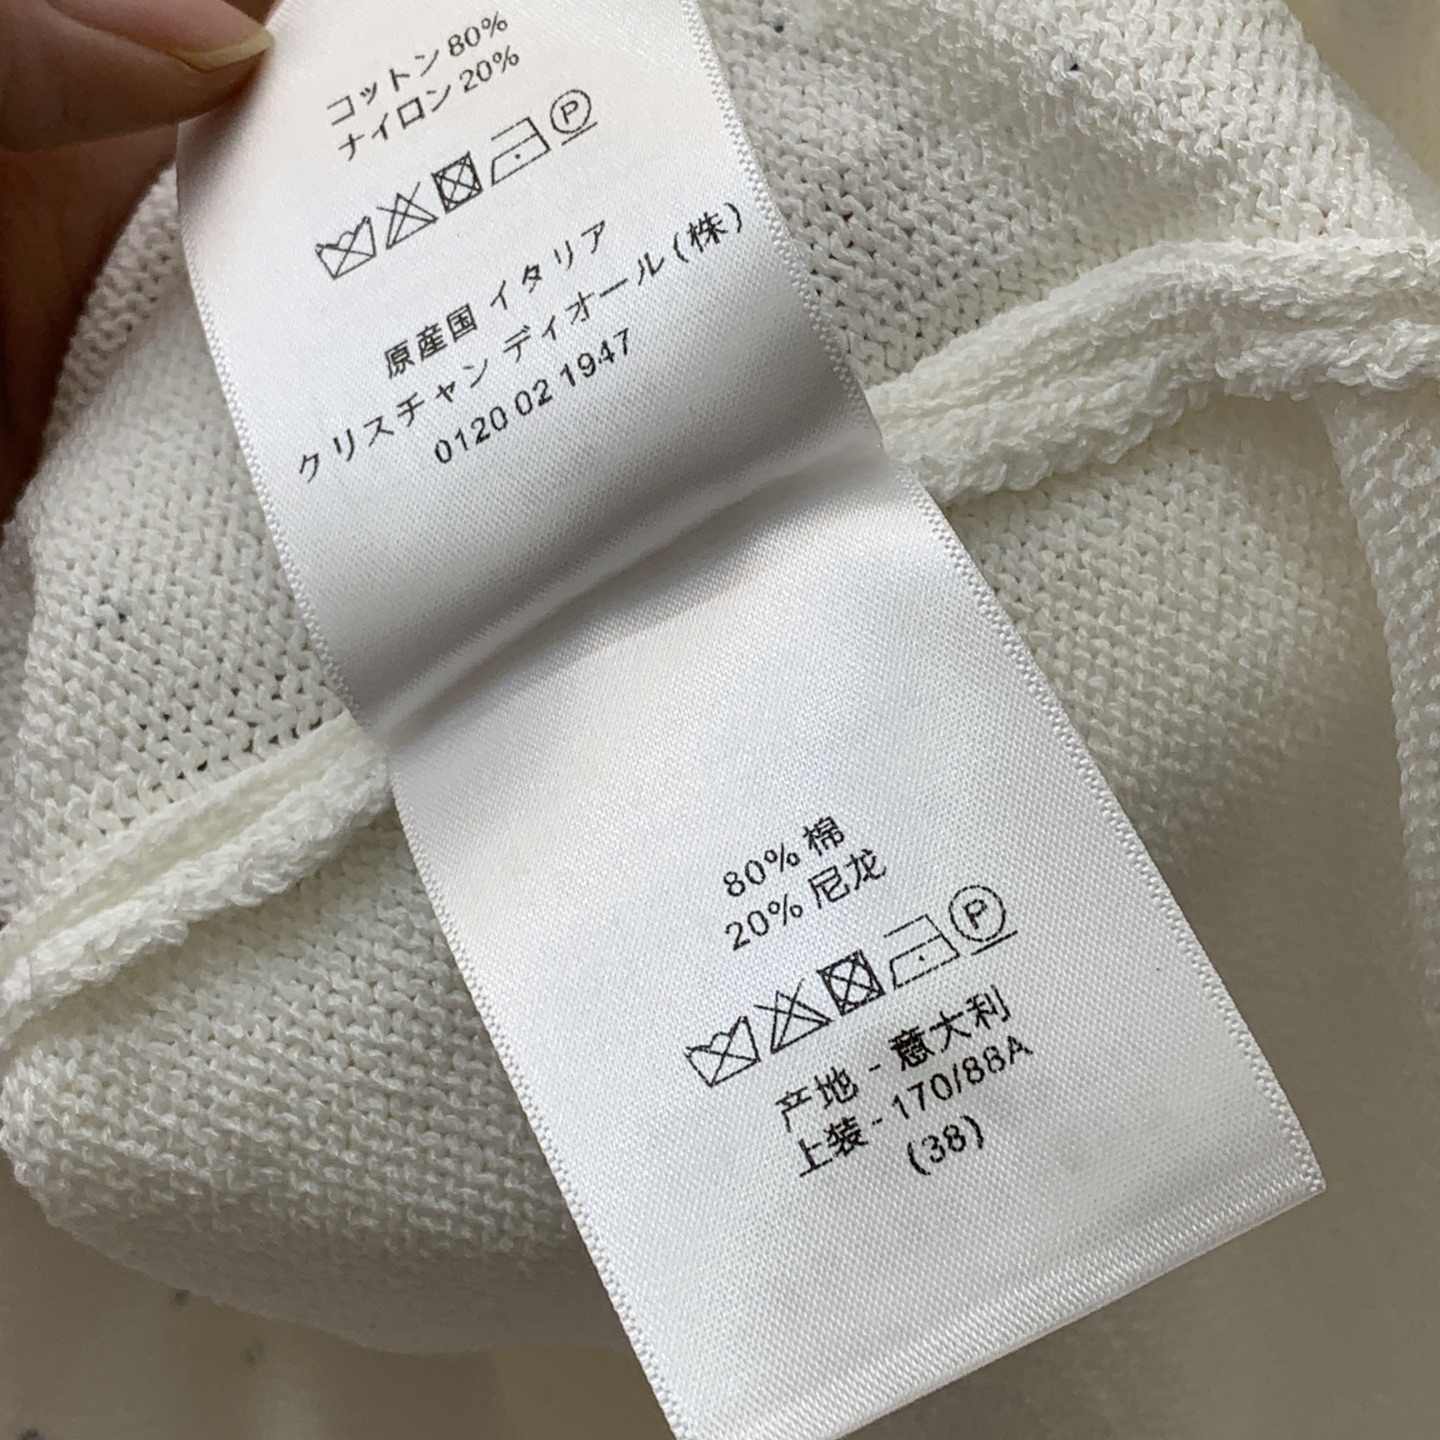 コットン 80%
ナイロン 20%
P
原産国 イタリア
クリスチャン ディオール(株)
0120 02 1947
80% 棉
20% 尼龙
P
产地 - 意大利
上装 - 170/88A
(38)